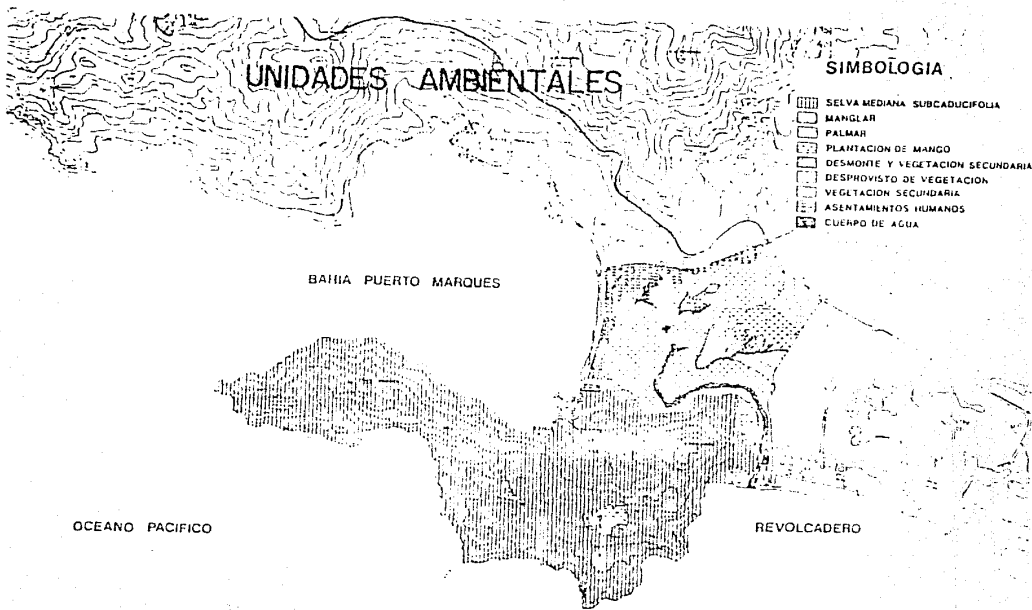 UNIDADES AMBIENTALES
SIMBOLOGIA
SELVA MEDIANA SUBCADUCIFOLIA
MANGLAR
PALMAR
PLANTACION DE MANGO
DESMONTE Y VEGETACION SECUNDARIA
DESPROVISTO DE VEGETACION
VEGETACION SECUNDARIA
ASENTAMIENTOS HUMANOS
CUERPO DE AGUA
BAHIA PUERTO MARQUES
OCEANO PACIFICO
REVOLCADERO